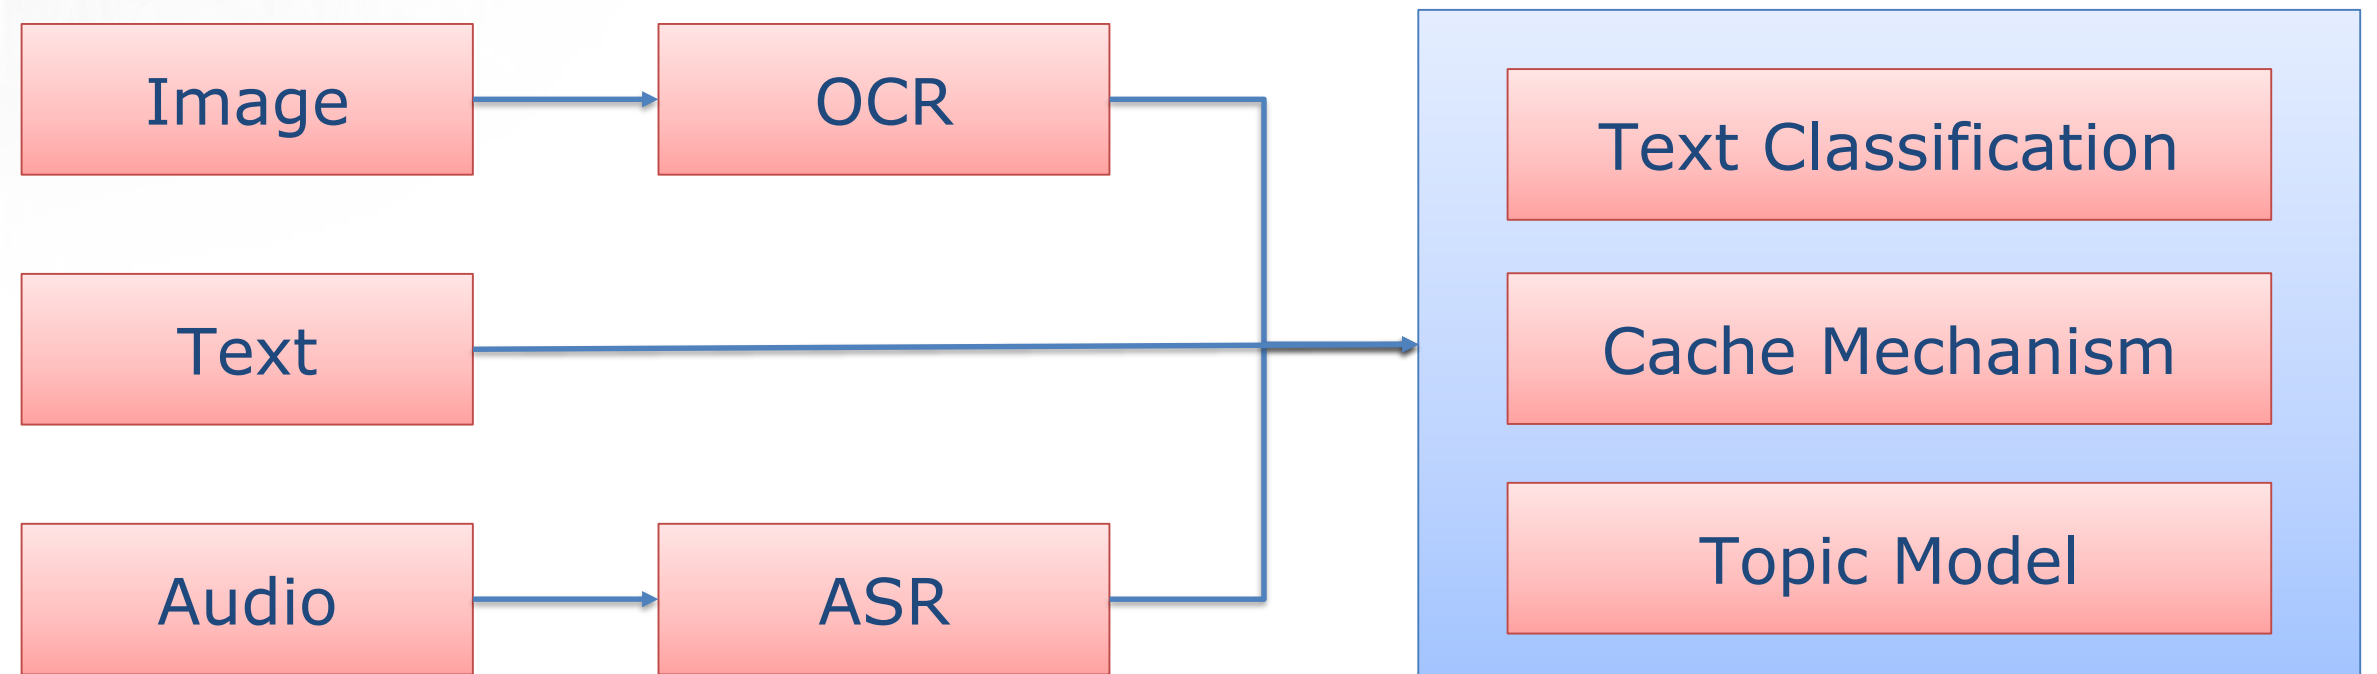 Image
OCR
Text Classification
Text
Cache Mechanism
Audio
ASR
Topic Model